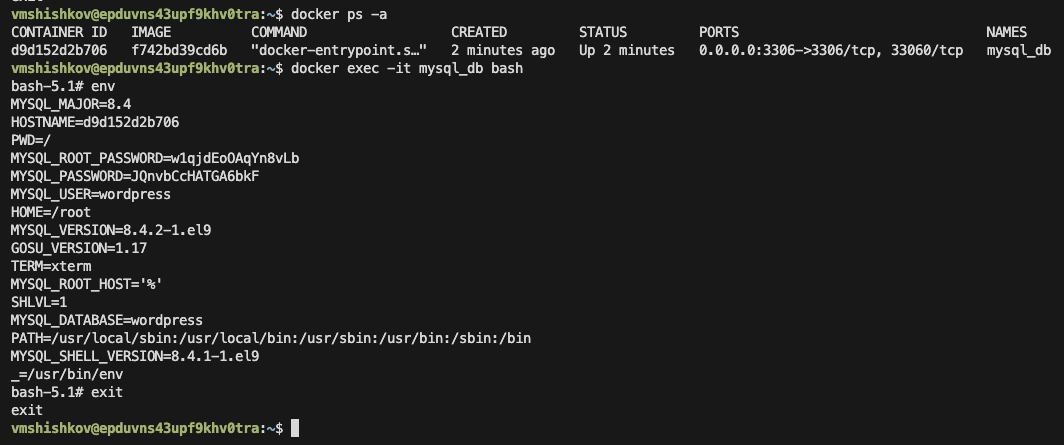 vmshishkov@epduvns43upf9khv0tra:~$ docker ps -a
CONTAINER ID   IMAGE          COMMAND                  CREATED         STATUS         PORTS                               NAMES
d9d152d2b706   f742bd39cd6b   "docker-entrypoint.s…"   2 minutes ago   Up 2 minutes   0.0.0.0:3306->3306/tcp, 33060/tcp   mysql_db
vmshishkov@epduvns43upf9khv0tra:~$ docker exec -it mysql_db bash
bash-5.1# env
MYSQL_MAJOR=8.4
HOSTNAME=d9d152d2b706
PWD=/
MYSQL_ROOT_PASSWORD=w1qjdEoOAqYn8vLb
MYSQL_PASSWORD=JQnvbCcHATGA6bkF
MYSQL_USER=wordpress
HOME=/root
MYSQL_VERSION=8.4.2-1.el9
GOSU_VERSION=1.17
TERM=xterm
MYSQL_ROOT_HOST='%'
SHLVL=1
MYSQL_DATABASE=wordpress
PATH=/usr/local/sbin:/usr/local/bin:/usr/sbin:/usr/bin:/sbin:/bin
MYSQL_SHELL_VERSION=8.4.1-1.el9
_=/usr/bin/env
bash-5.1# exit
exit
vmshishkov@epduvns43upf9khv0tra:~$